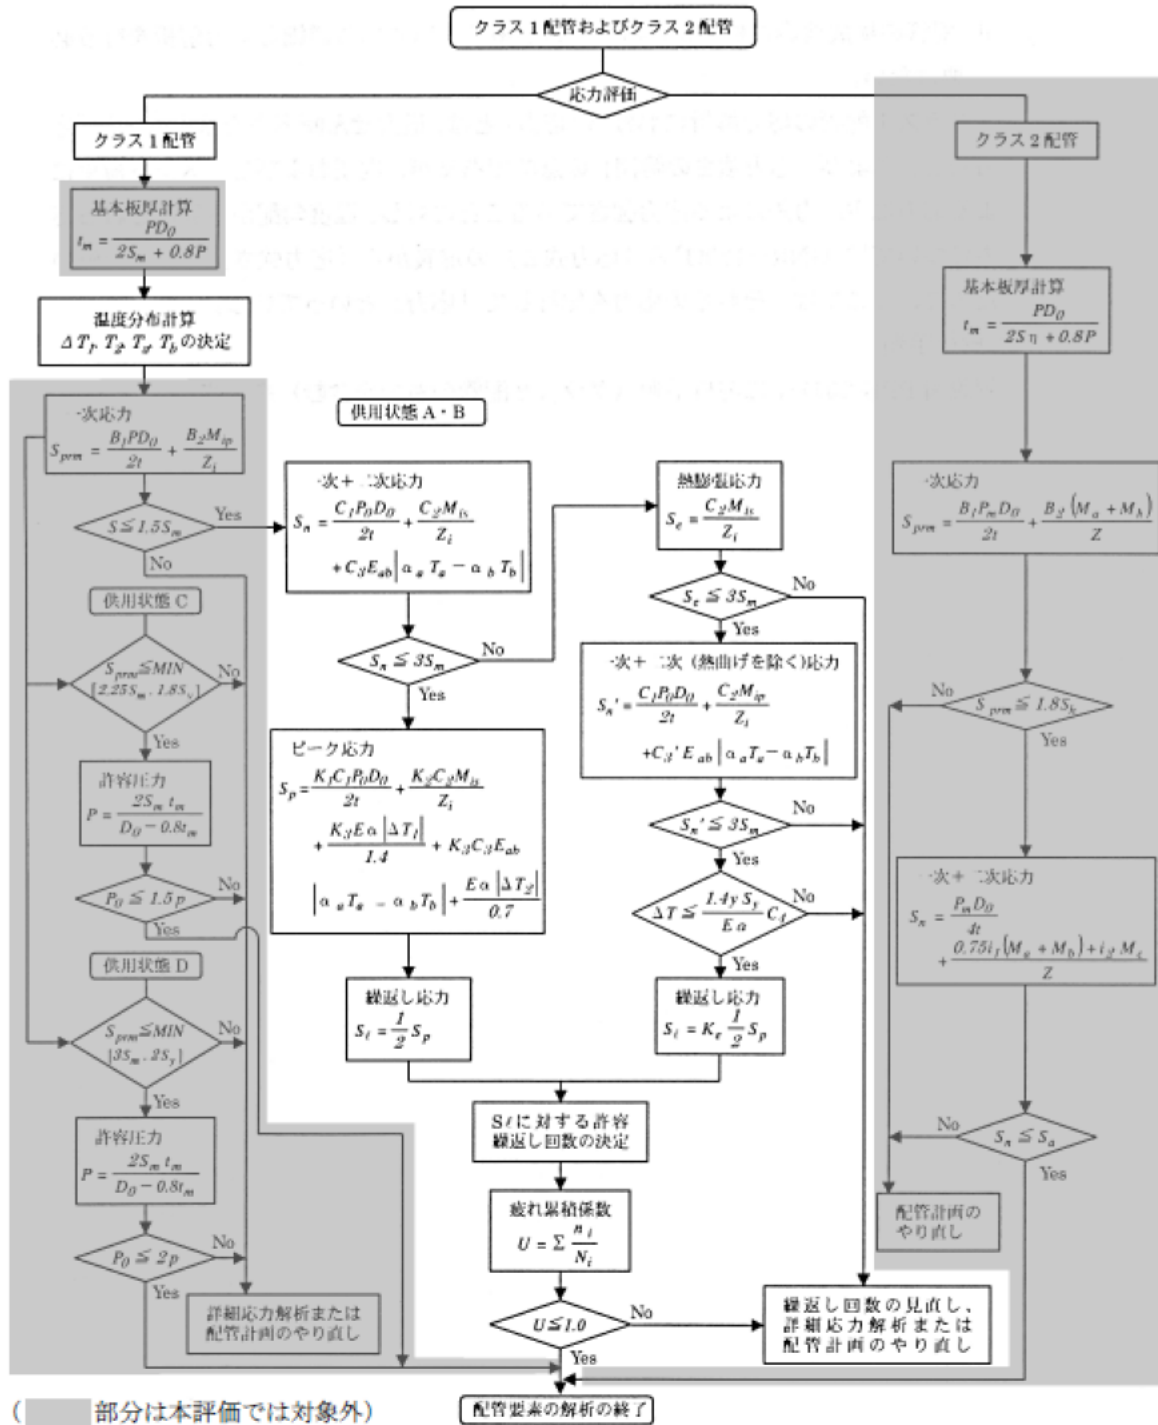 クラス1配管およびクラス2配管
応力評価
クラス1配管
基本板厚計算
t_m = PD_0 / (2S_m + 0.8P)
温度分布計算
ΔT_1, T_2, T_a, T_b の決定
一次応力
S_prm = B_1PD_0 / 2t + B_2M_ip / Z_i
S≦1.5S_m
Yes
No
供用状態C
S_prm≦MIN
[2.25S_m . 1.8S_y]
No
Yes
許容圧力
P = 2S_m t_m / (D_0 − 0.8t_m)
P_0 ≦ 1.5p
No
Yes
供用状態D
S_prm≦MIN
[3S_m . 2S_y]
No
Yes
許容圧力
P = 2S_m t_m / (D_0 − 0.8t_m)
P_0 ≦ 2p
No
Yes
詳細応力解析または
配管計画のやり直し
供用状態A・B
一次+二次応力
S_n = C_1P_0D_0 / 2t + C_2M_is / Z_i
+ C_3E_ab|α_a T_a − α_b T_b|
S_n ≦ 3S_m
No
Yes
ピーク応力
S_p = K_1C_1P_0D_0 / 2t + K_2C_2M_is / Z_i
+ K_3Eα|ΔT_1| / 1.4 + K_3C_3E_ab
|α_a T_a − α_b T_b| + Eα|ΔT_2| / 0.7
繰返し応力
S_ℓ = 1/2 S_p
熱膨張応力
S_e = C_2M_is / Z_i
S_e ≦ 3S_m
No
Yes
一次+二次(熱曲げを除く)応力
S_n' = C_1P_0D_0 / 2t + C_2M_ip / Z_i
+C_3' E_ab|α_aT_a − α_bT_b|
S_n' ≦ 3S_m
No
Yes
ΔT ≦ 1.4y S_y / Eα C_4
No
Yes
繰返し応力
S_ℓ = K_e 1/2 S_p
Sℓに対する許容
繰返し回数の決定
疲れ累積係数
U = Σ n_i / N_i
U≦1.0
No
Yes
繰返し回数の見直し、
詳細応力解析または
配管計画のやり直し
クラス2配管
基本板厚計算
t_m = PD_0 / (2Sη + 0.8P)
一次応力
S_prm = B_1P_mD_0 / 2t + B_2 (M_a + M_b) / Z
S_prm ≦ 1.8S_h
No
Yes
一次+二次応力
S_n = P_mD_0 / 4t
+ 0.75i_1(M_a + M_b) + i_2 M_c / Z
S_n ≦ S_a
No
Yes
配管計画の
やり直し
配管要素の解析の終了
( 部分は本評価では対象外)